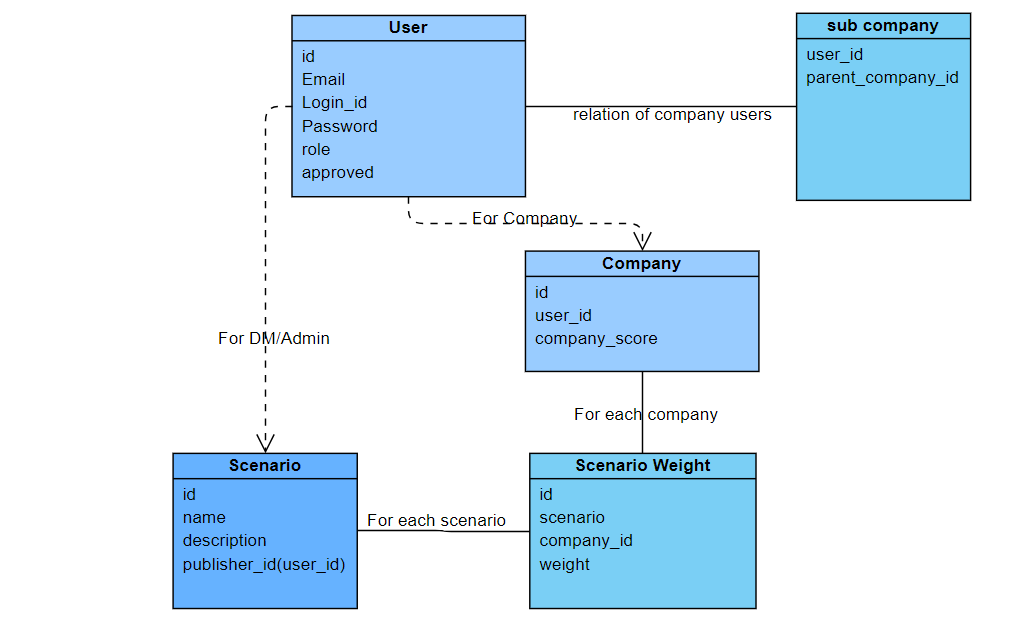 User
id
Email
Login_id
Password
role
approved
sub company
user_id
parent_company_id
relation of company users
For Company
Company
id
user_id
company_score
For DM/Admin
For each company
Scenario
id
name
description
publisher_id(user_id)
For each scenario
Scenario Weight
id
scenario
company_id
weight